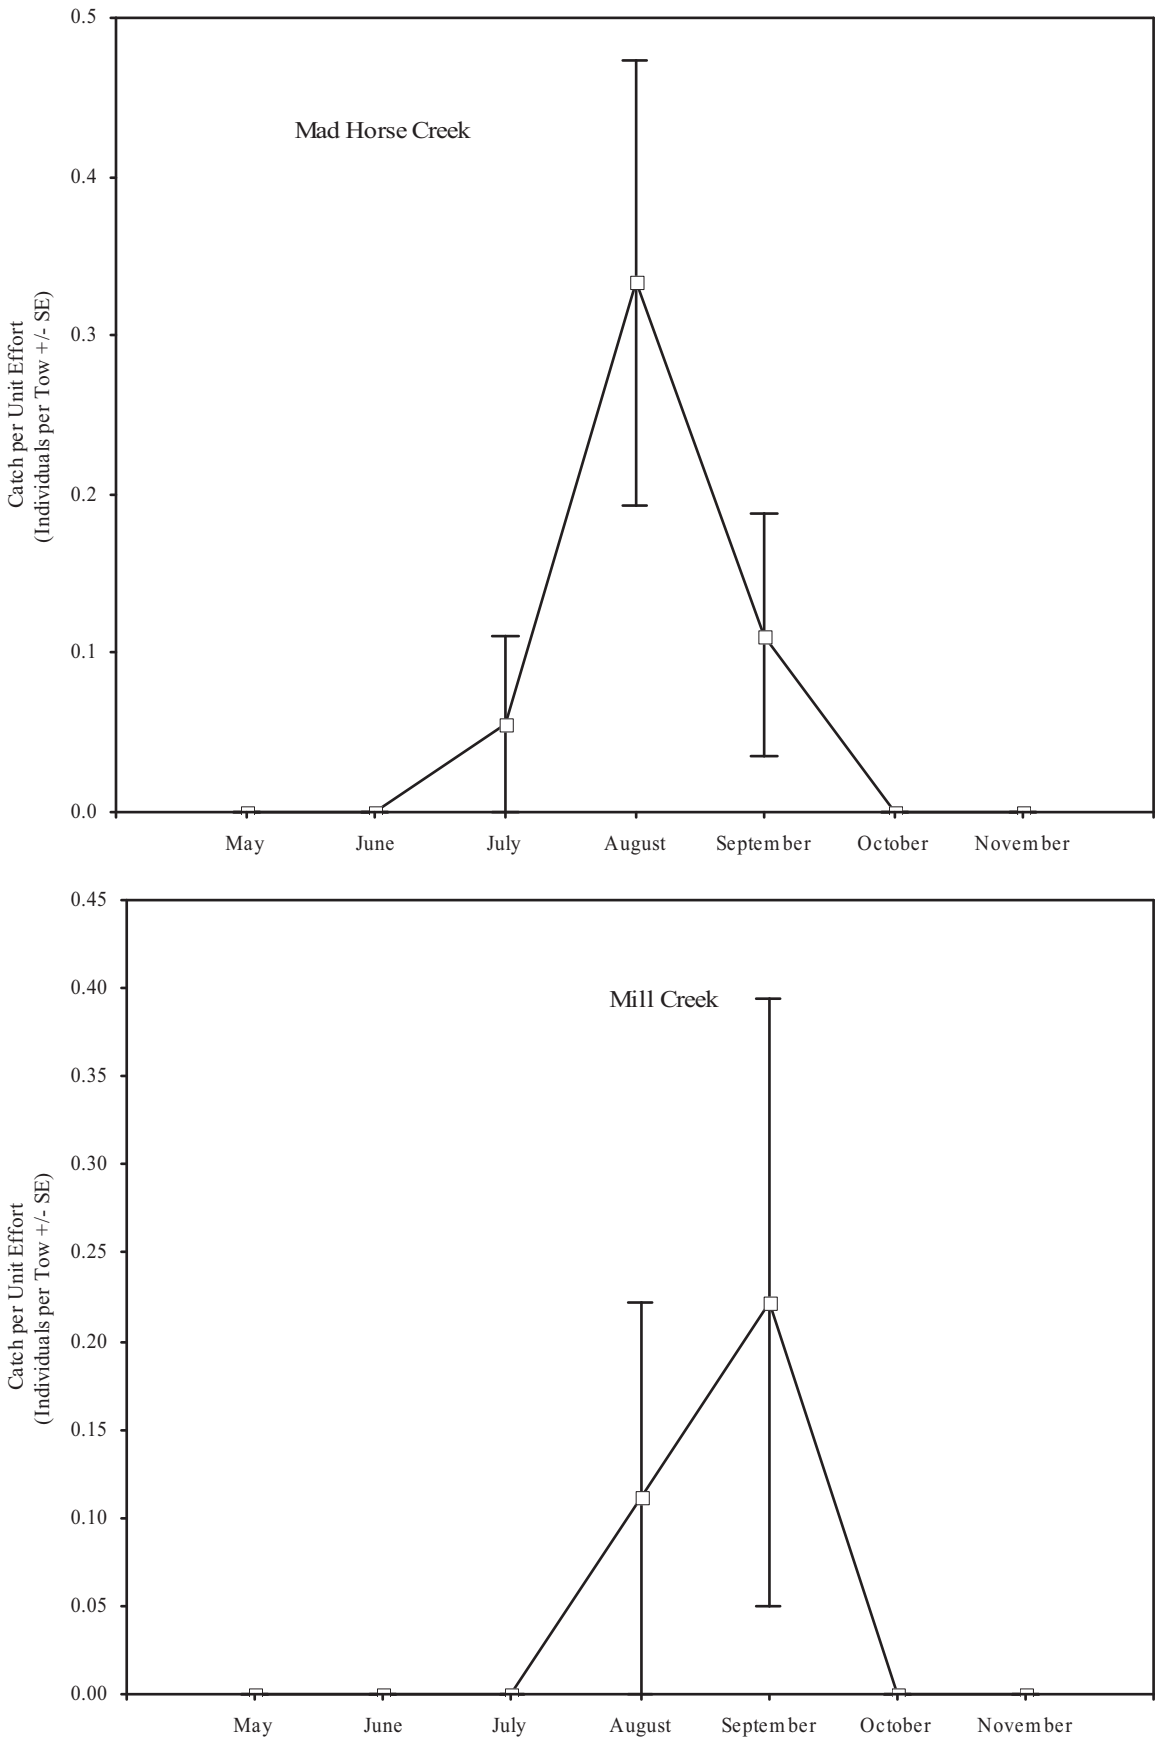 0.5
Mad Horse Creek
0.4
0.3
0.2
0.1
0.0
Catch per Unit Effort
(Individuals per Tow +/- SE)
May June July August September October November
0.45
0.40
Mill Creek
0.35
0.30
0.25
0.20
0.15
0.10
0.05
0.00
Catch per Unit Effort
(Individuals per Tow +/- SE)
May June July August September October November